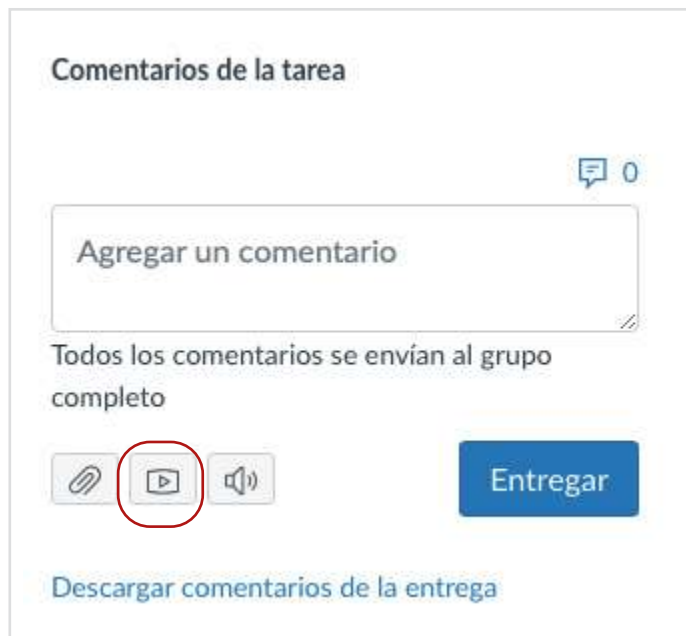 Comentarios de la tarea
0
Agregar un comentario
Todos los comentarios se envían al grupo
completo
Entregar
Descargar comentarios de la entrega